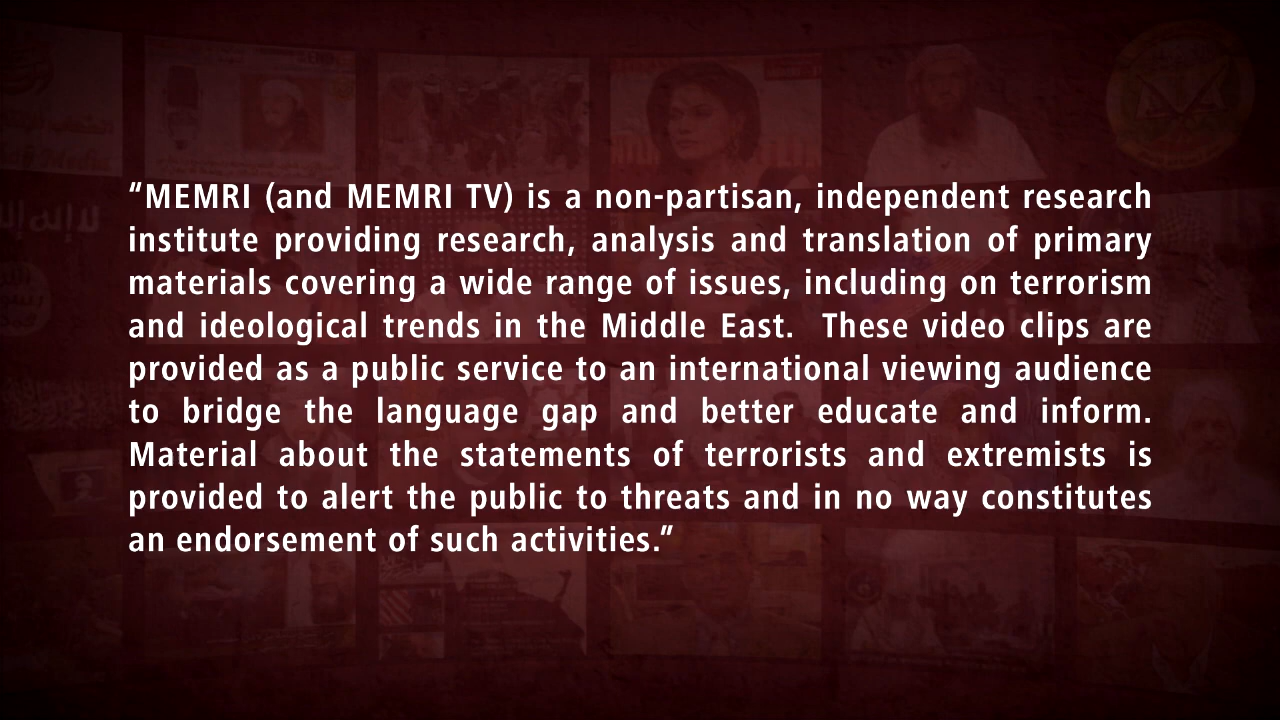 “MEMRI (and MEMRI TV) is a non-partisan, independent research
institute providing research, analysis and translation of primary
materials covering a wide range of issues, including on terrorism
and ideological trends in the Middle East.  These video clips are
provided as a public service to an international viewing audience
to bridge the language gap and better educate and inform.
Material about the statements of terrorists and extremists is
provided to alert the public to threats and in no way constitutes
an endorsement of such activities.”